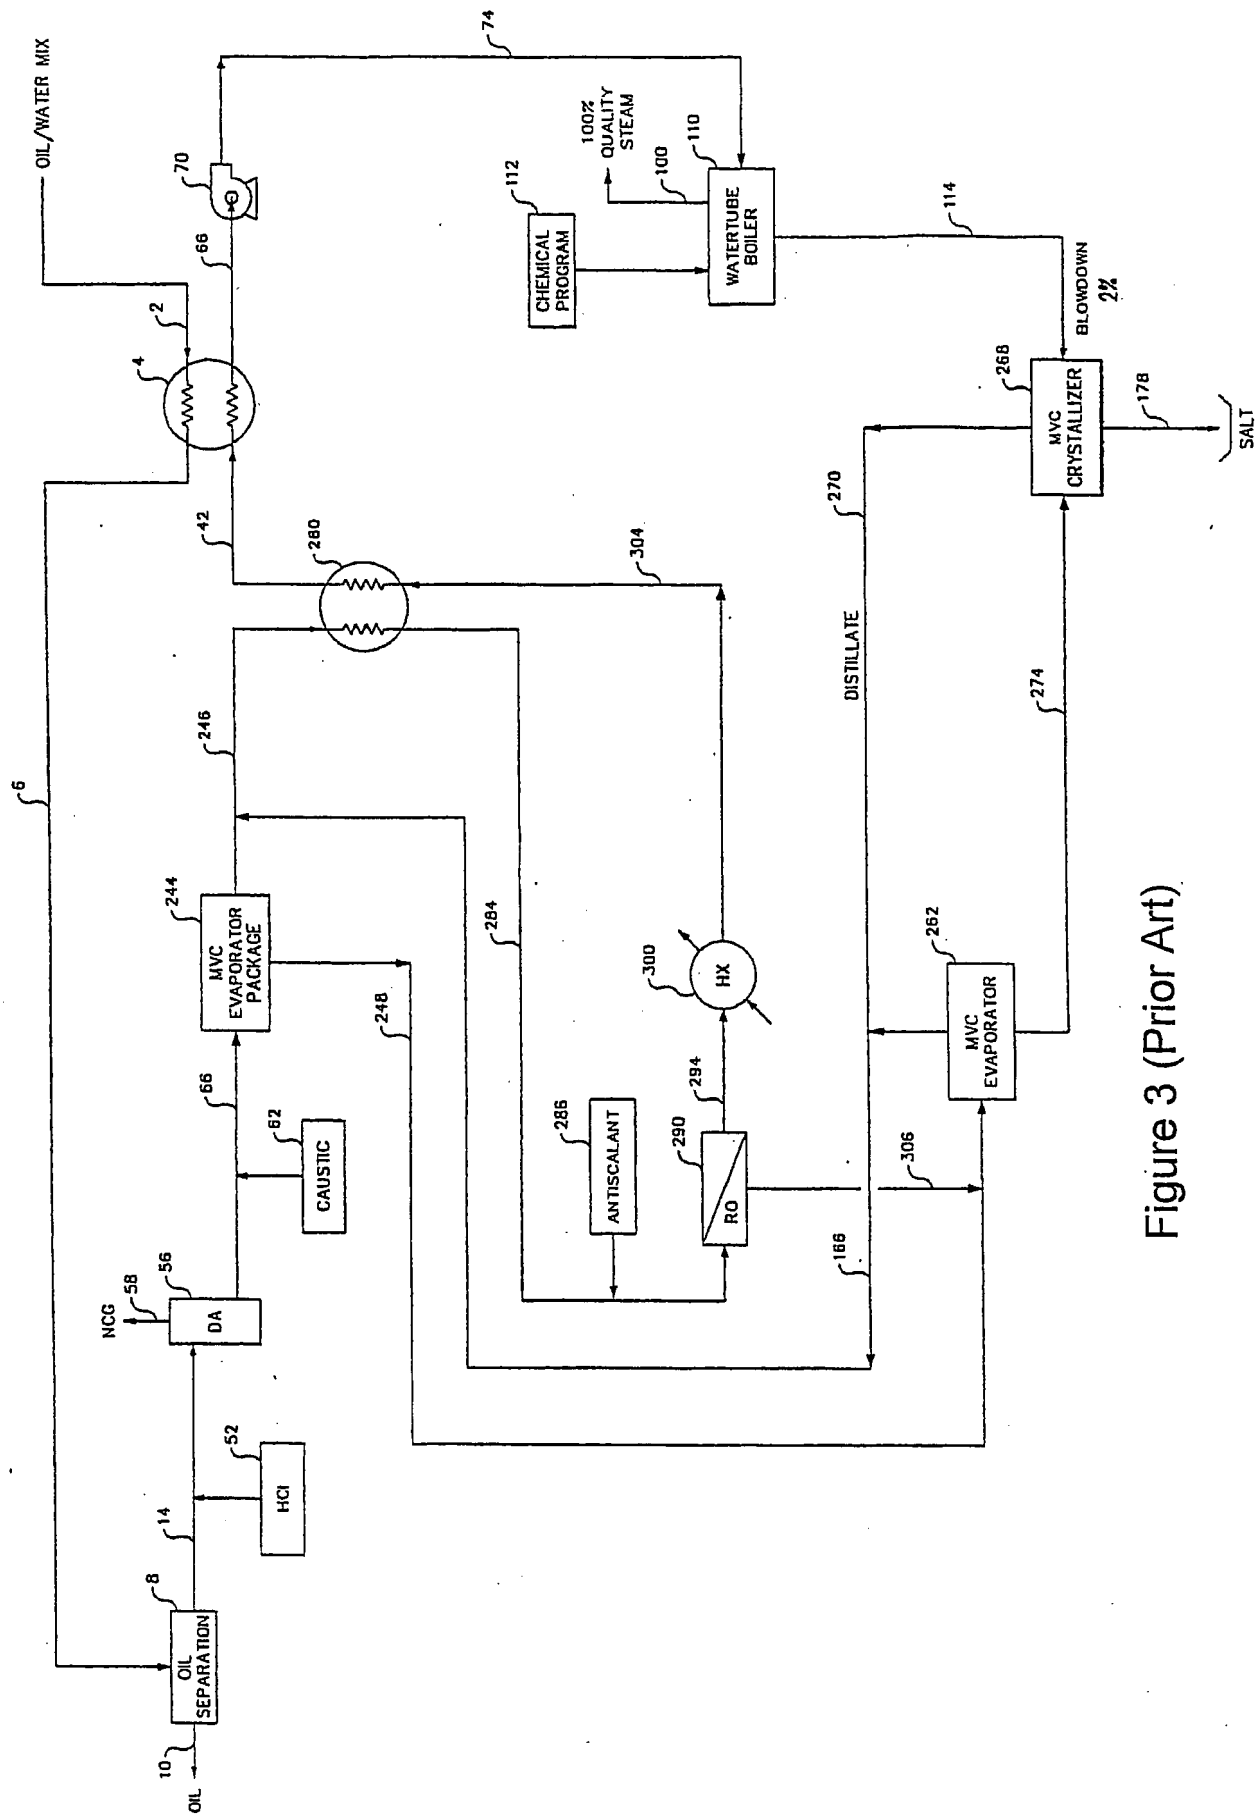 OIL/WATER MIX
74
70
66
2
4
6
42
280
304
246
244
MVC
EVAPORATOR
PACKAGE
248
284
66
62
CAUSTIC
56
58
NCG
DA
52
HCl
14
8
OIL
SEPARATION
10
OIL
112
CHEMICAL
PROGRAM
100%
QUALITY
STEAM
100
110
WATERTUBE
BOILER
114
BLOWDOWN
2%
268
MVC
CRYSTALLIZER
178
SALT
270
DISTILLATE
274
262
MVC
EVAPORATOR
300
HX
294
286
ANTISCALANT
290
RO
306
166
Figure 3 (Prior Art)